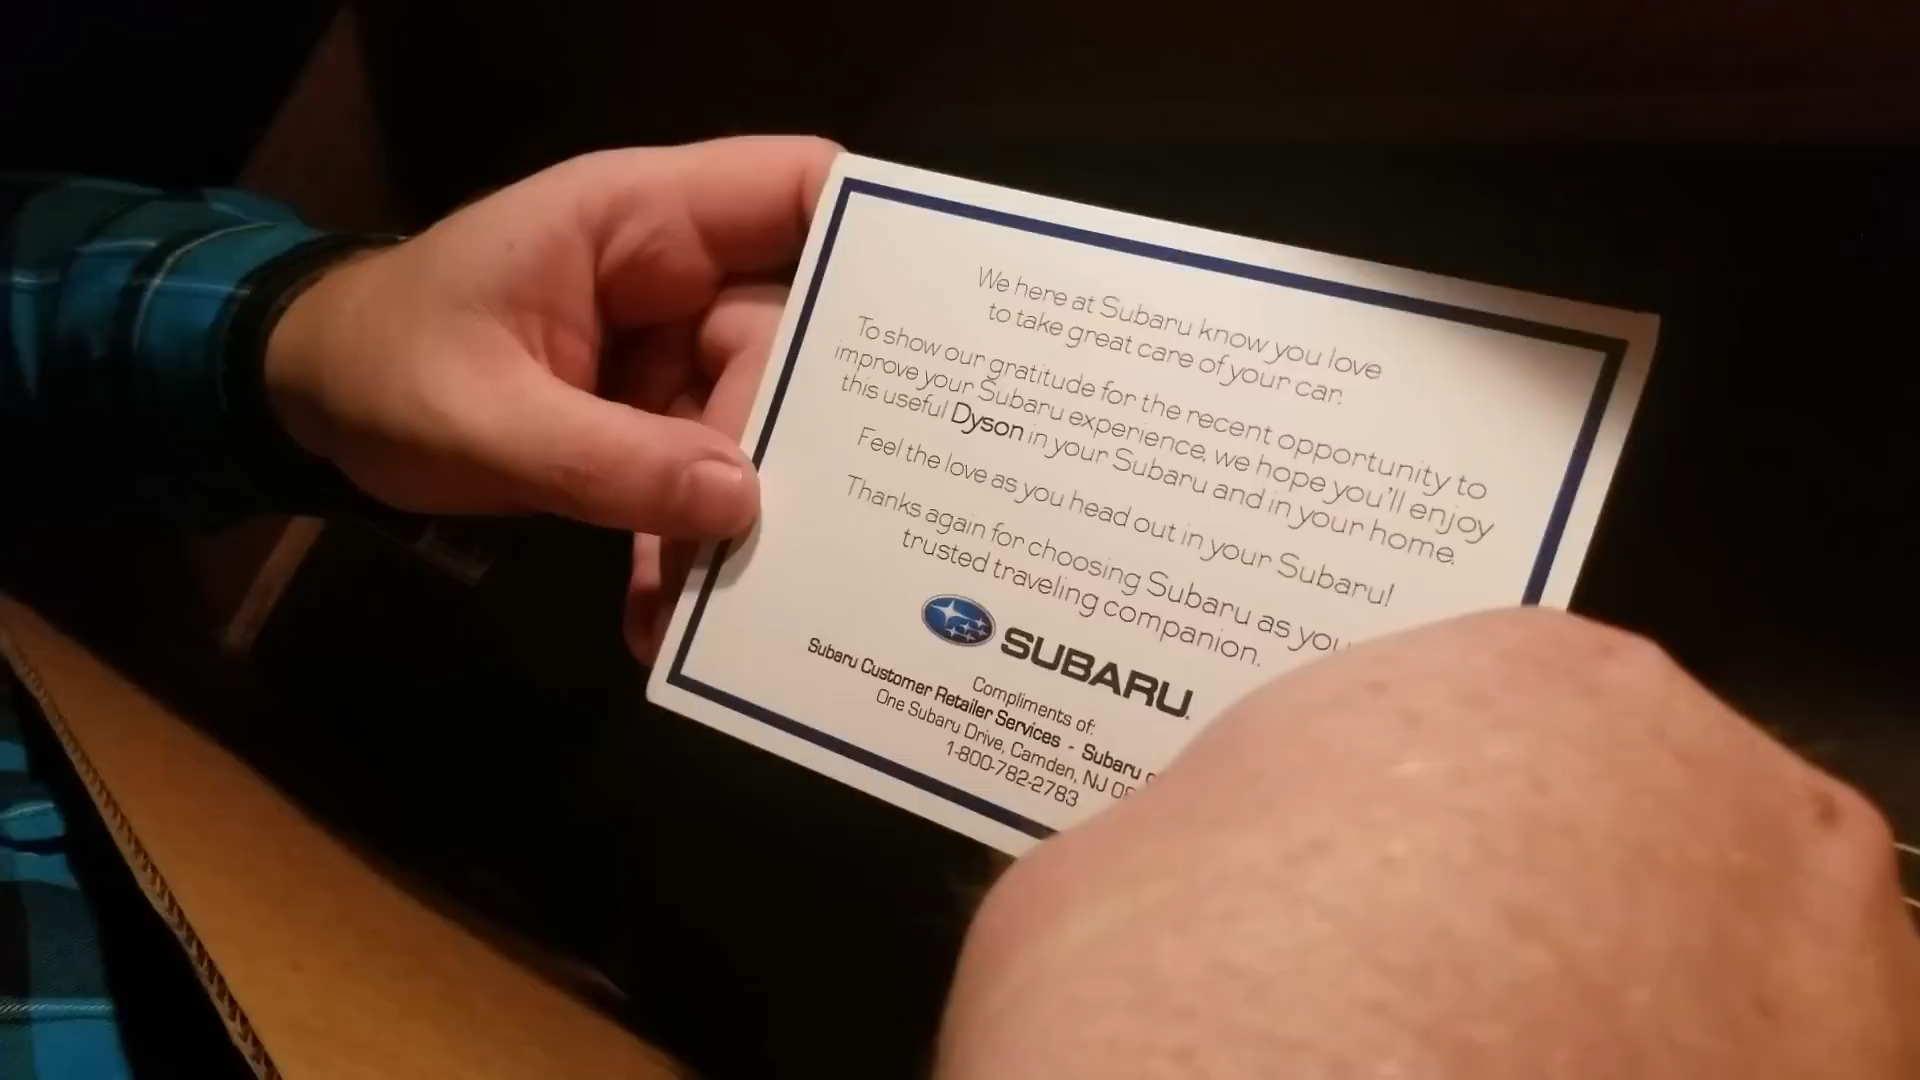 We here at Subaru know you love
to take great care of your car.
To show our gratitude for the recent opportunity to
improve your Subaru experience, we hope you'll enjoy
this useful Dyson in your Subaru and in your home.
Feel the love as you head out in your Subaru!
Thanks again for choosing Subaru as you
trusted traveling companion.
SUBARU
Compliments of:
Subaru Customer Retailer Services - Subaru
One Subaru Drive, Camden, NJ
1-800-782-2783